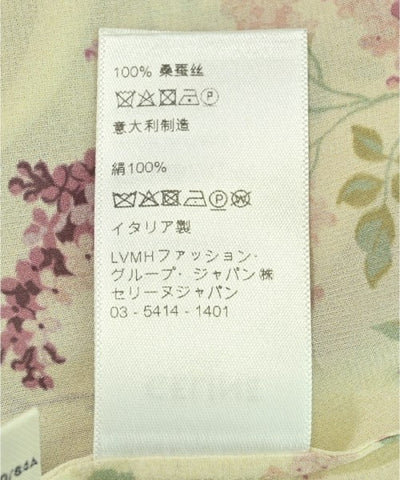 100% 桑蚕丝
P
意大利制造
絹100%
P W
イタリア製
LVMHファッション・
グループ・ジャパン㈱
セリーヌジャパン
03 - 5414 - 1401
/84A